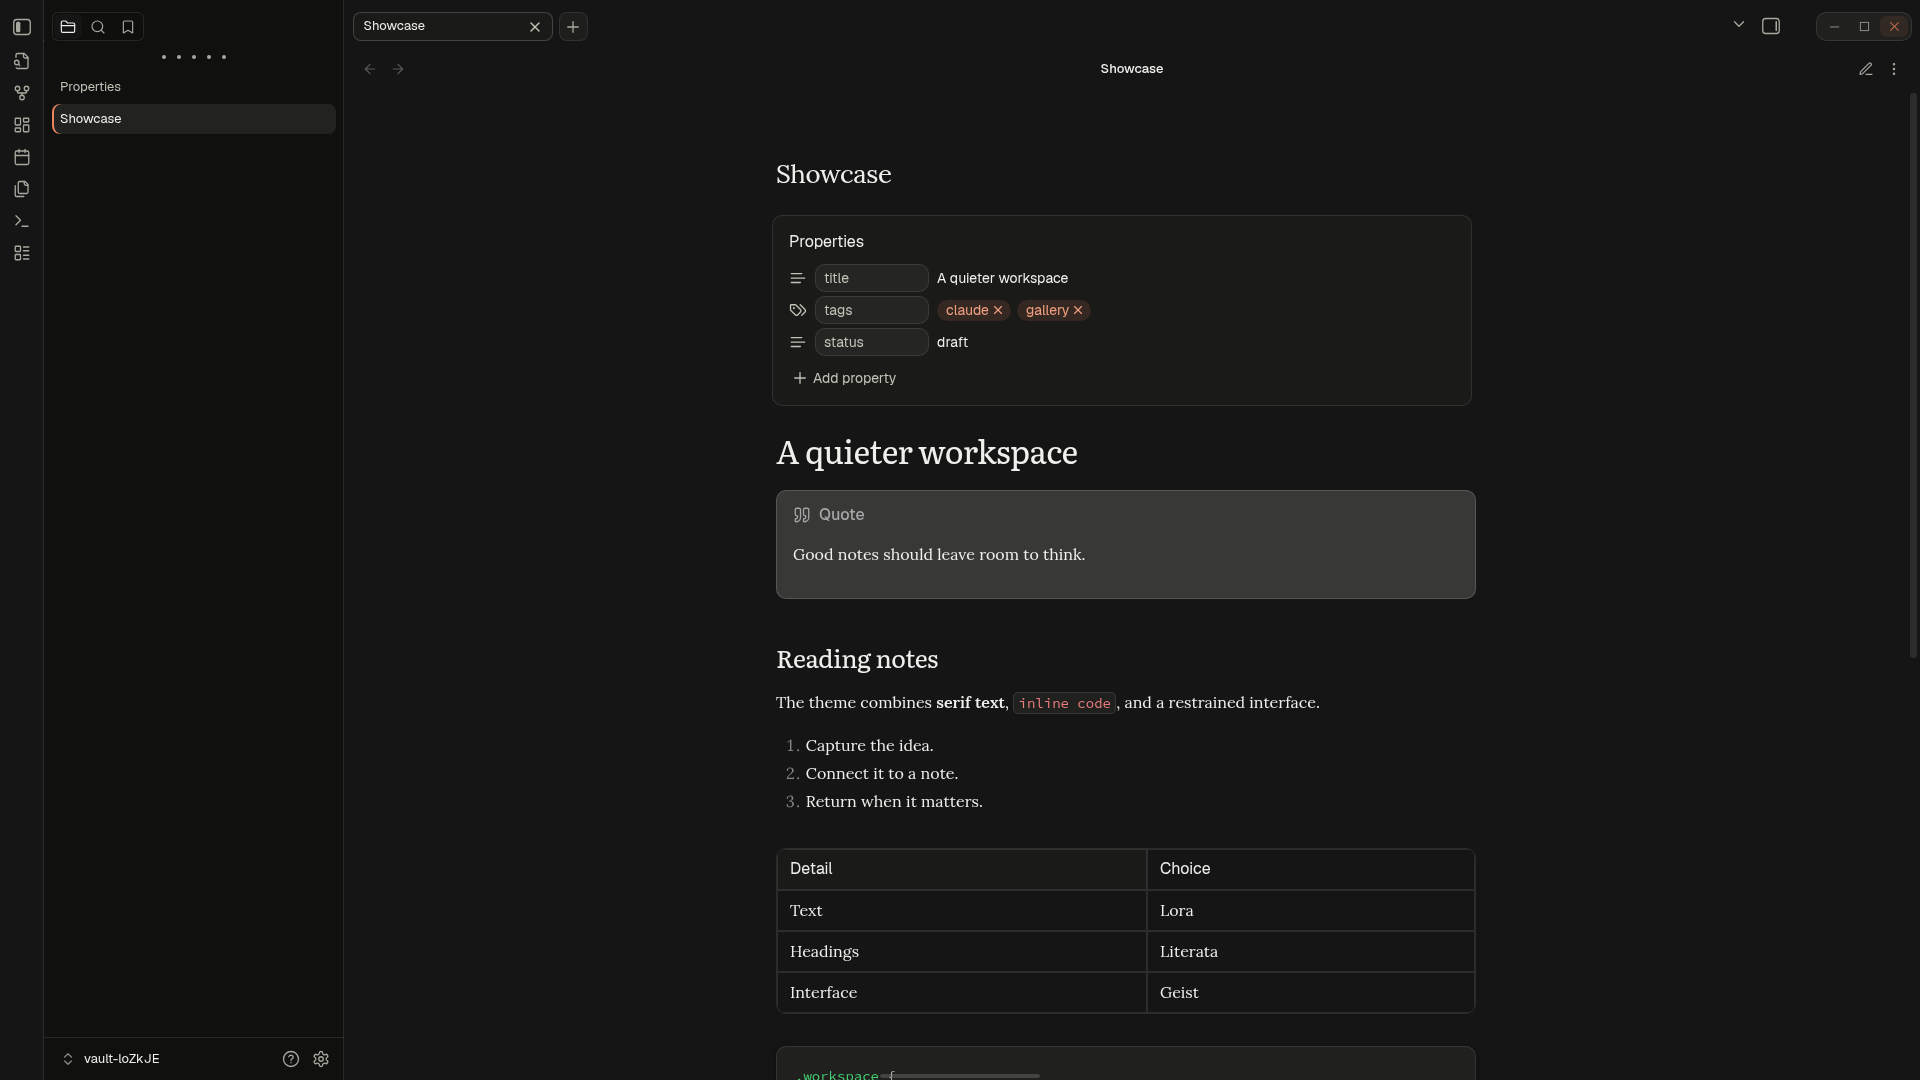 Showcase
Properties
Showcase
Showcase
Showcase
Properties
title A quieter workspace
tags claude gallery
status draft
Add property
A quieter workspace
Quote
Good notes should leave room to think.
Reading notes
The theme combines serif text, inline code, and a restrained interface.
1. Capture the idea.
2. Connect it to a note.
3. Return when it matters.
Detail Choice
Text Lora
Headings Literata
Interface Geist
.workspace {
vault-loZkJE